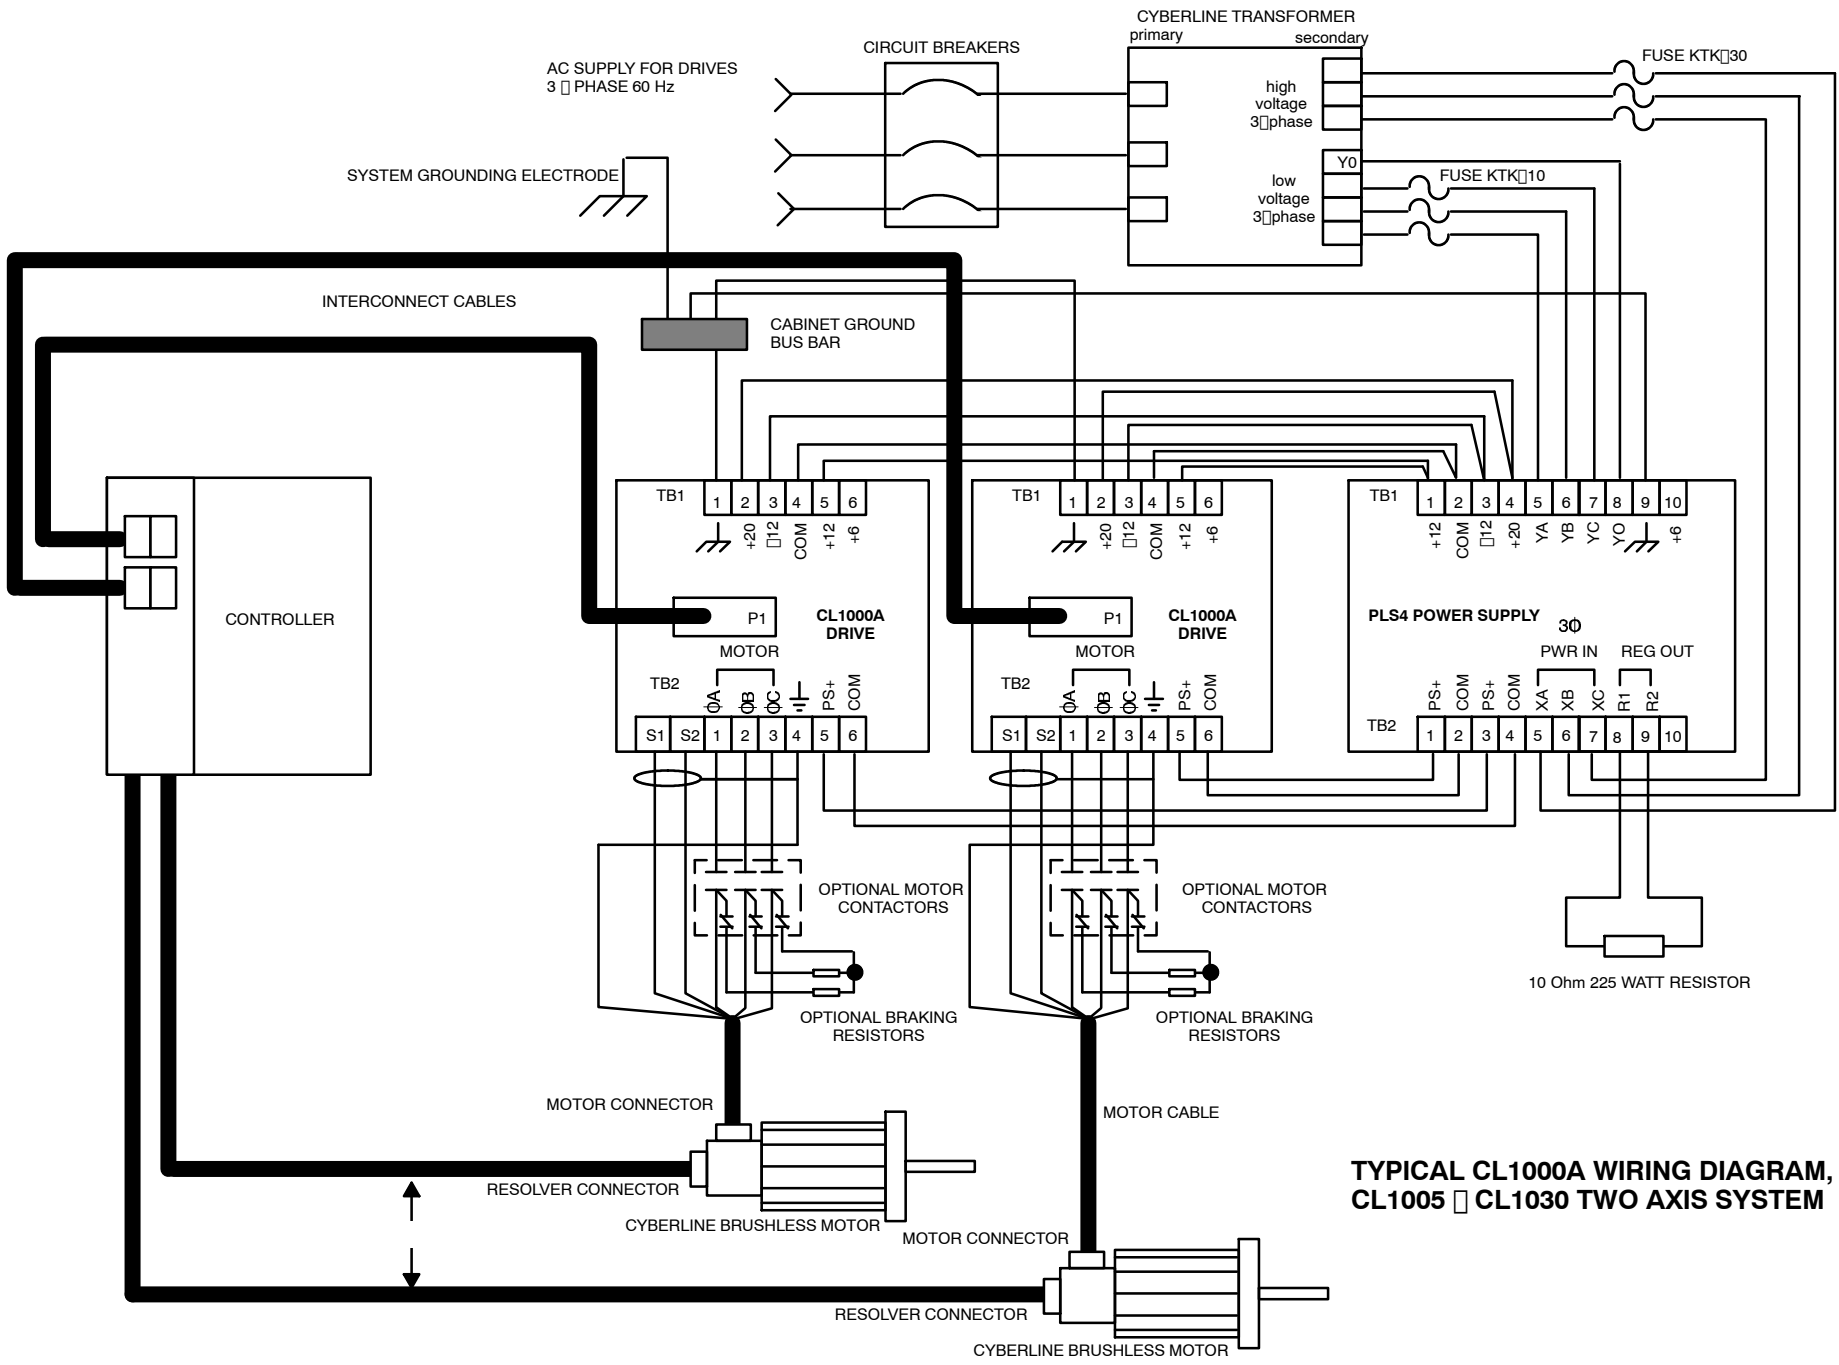 CYBERLINE TRANSFORMER
primary
secondary
CIRCUIT BREAKERS
AC SUPPLY FOR DRIVES
3 ▯ PHASE 60 Hz
FUSE KTK▯30
high
voltage
3▯phase
Y0
FUSE KTK▯10
low
voltage
3▯phase
SYSTEM GROUNDING ELECTRODE
INTERCONNECT CABLES
CABINET GROUND
BUS BAR
CONTROLLER
TB1
1 2 3 4 5 6
+20 ▯12 COM +12 +6
P1
CL1000A
DRIVE
MOTOR
TB2
ϕA ϕB ϕC PS+ COM
S1 S2 1 2 3 4 5 6
TB1
1 2 3 4 5 6
+20 ▯12 COM +12 +6
P1
CL1000A
DRIVE
MOTOR
TB2
ϕA ϕB ϕC PS+ COM
S1 S2 1 2 3 4 5 6
TB1
1 2 3 4 5 6 7 8 9 10
+12 COM ▯12 +20 YA YB YC YO +6
PLS4 POWER SUPPLY
3ϕ
PWR IN REG OUT
PS+ COM PS+ COM XA XB XC R1 R2
TB2
1 2 3 4 5 6 7 8 9 10
OPTIONAL MOTOR
CONTACTORS
OPTIONAL MOTOR
CONTACTORS
10 Ohm 225 WATT RESISTOR
OPTIONAL BRAKING
RESISTORS
OPTIONAL BRAKING
RESISTORS
MOTOR CONNECTOR
MOTOR CABLE
RESOLVER CONNECTOR
CYBERLINE BRUSHLESS MOTOR
MOTOR CONNECTOR
RESOLVER CONNECTOR
CYBERLINE BRUSHLESS MOTOR
TYPICAL CL1000A WIRING DIAGRAM,
CL1005 ▯ CL1030 TWO AXIS SYSTEM